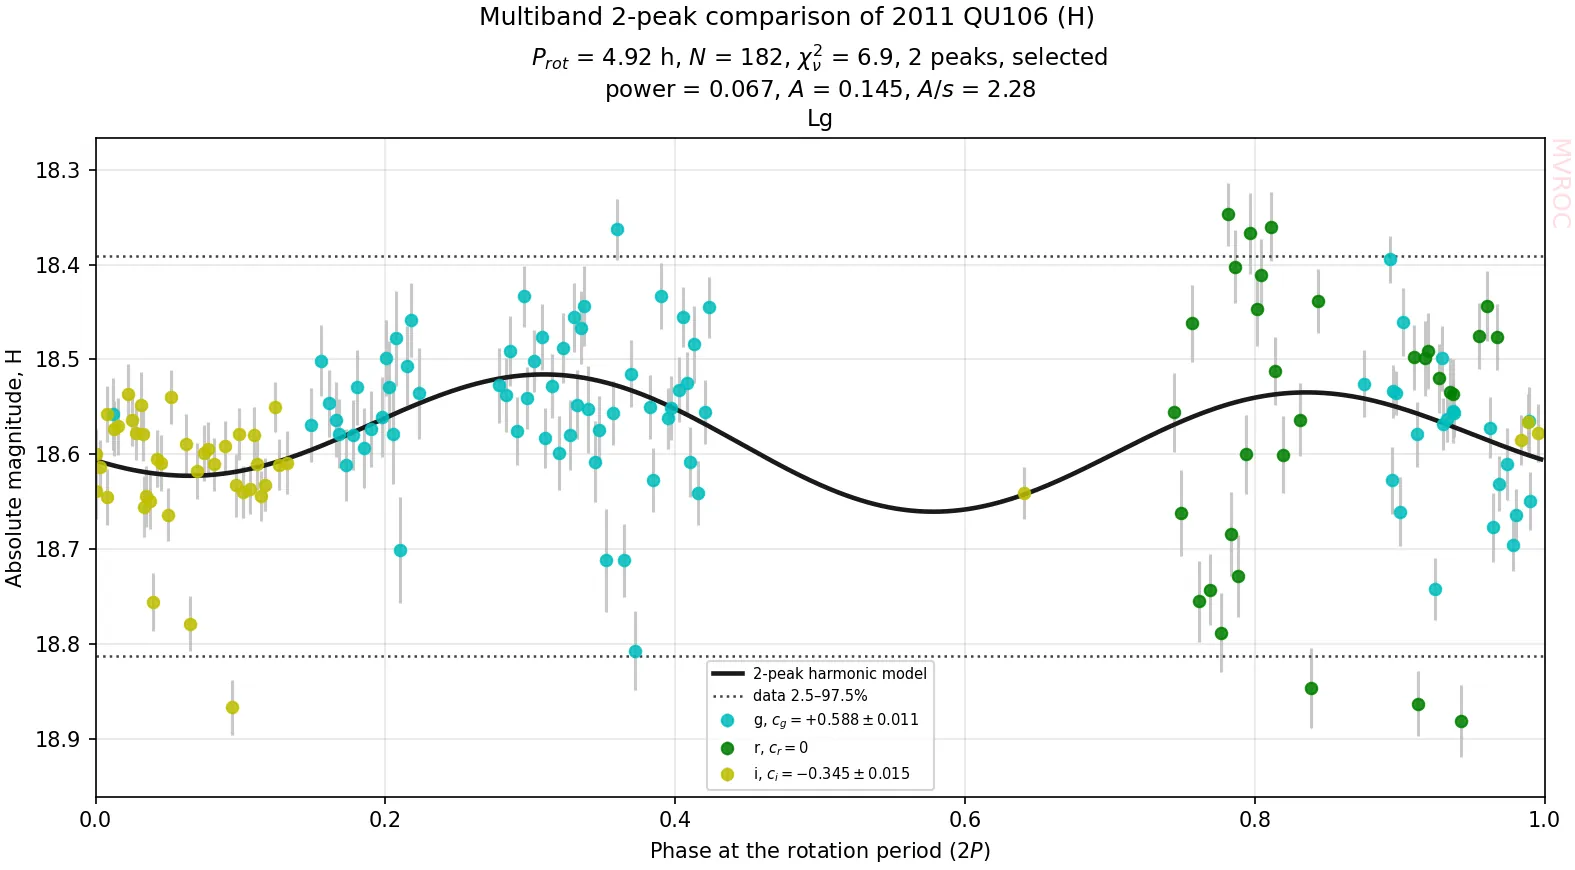 Multiband 2-peak comparison of 2011 QU106 (H)
P_rot = 4.92 h, N = 182, χ²_ν = 6.9, 2 peaks, selected
power = 0.067, A = 0.145, A/s = 2.28
Lg
MVROC
Absolute magnitude, H
18.3
18.4
18.5
18.6
18.7
18.8
18.9
2-peak harmonic model
data 2.5–97.5%
g, c_g = +0.588 ± 0.011
r, c_r = 0
i, c_i = −0.345 ± 0.015
0.0 0.2 0.4 0.6 0.8 1.0
Phase at the rotation period (2P)